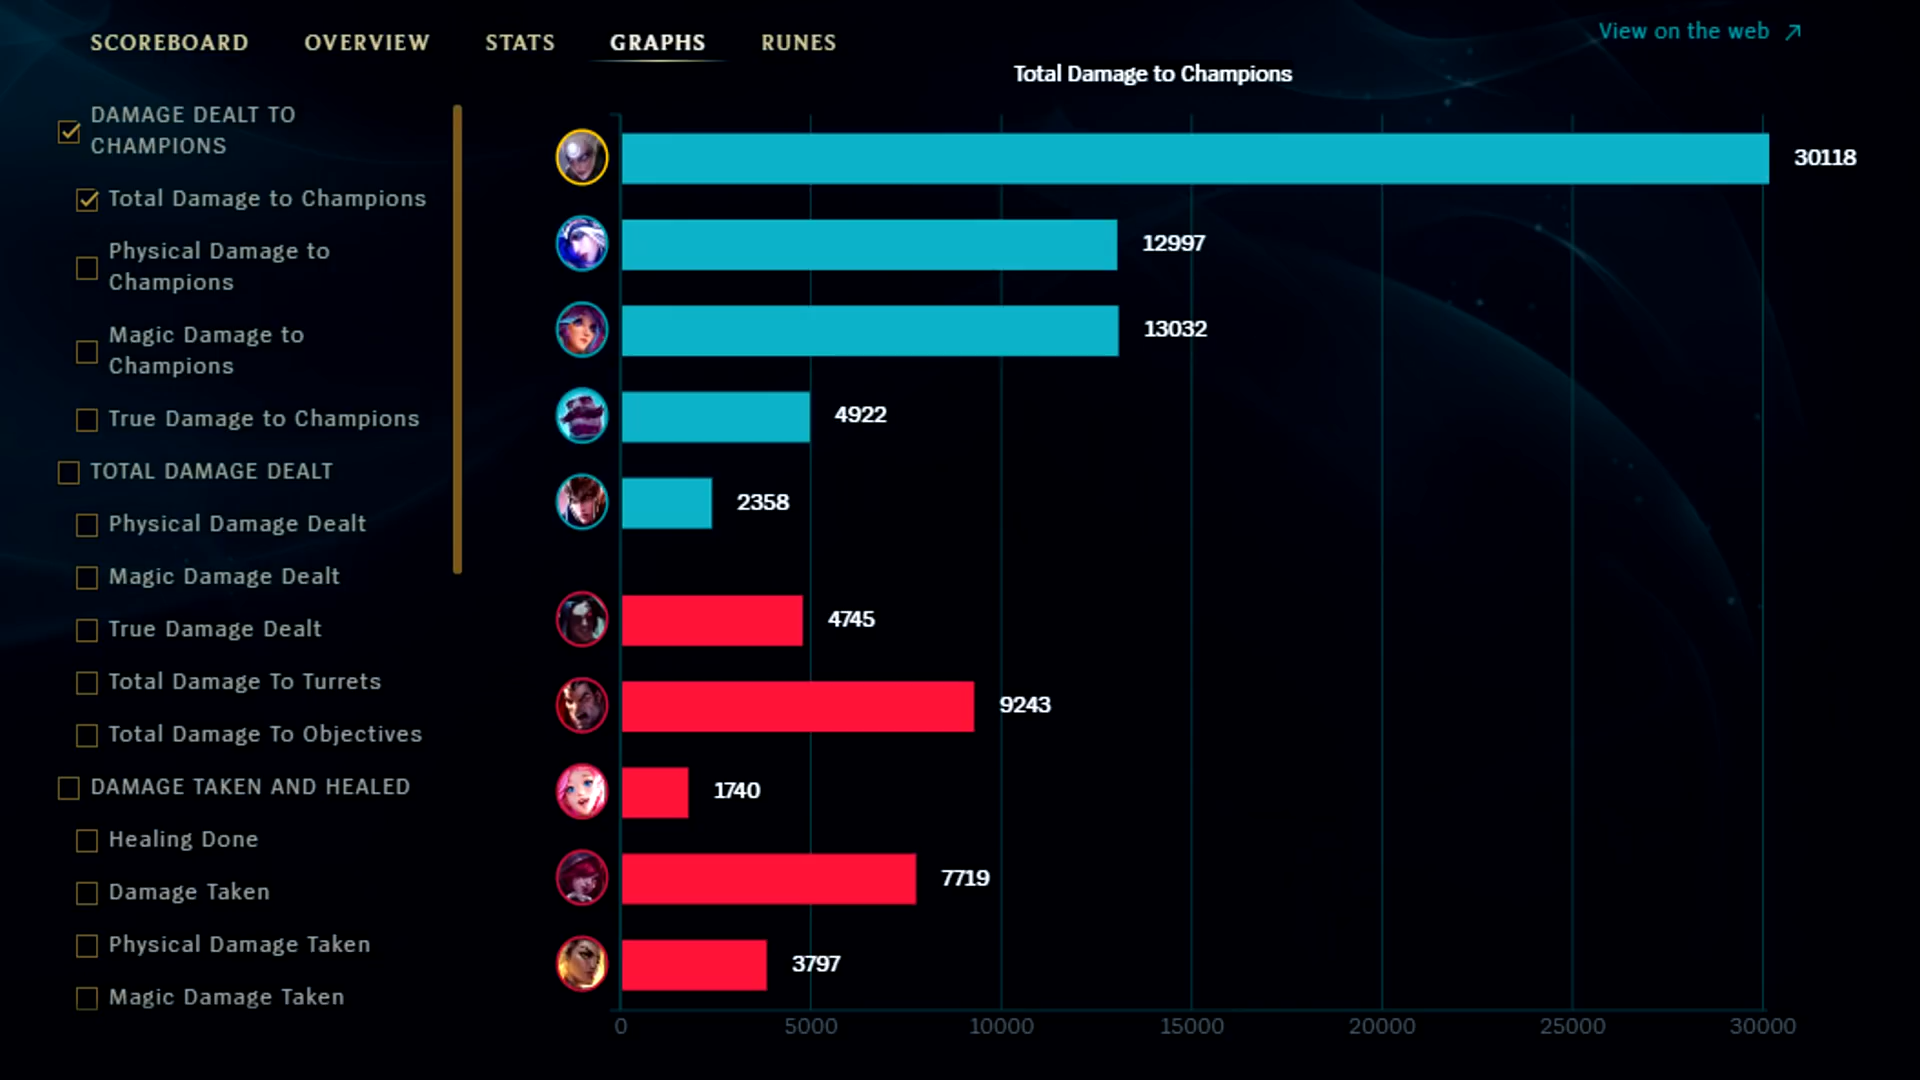 SCOREBOARD OVERVIEW STATS GRAPHS RUNES
View on the web
Total Damage to Champions
DAMAGE DEALT TO
CHAMPIONS
Total Damage to Champions
Physical Damage to
Champions
Magic Damage to
Champions
True Damage to Champions
TOTAL DAMAGE DEALT
Physical Damage Dealt
Magic Damage Dealt
True Damage Dealt
Total Damage To Turrets
Total Damage To Objectives
DAMAGE TAKEN AND HEALED
Healing Done
Damage Taken
Physical Damage Taken
Magic Damage Taken
30118
12997
13032
4922
2358
4745
9243
1740
7719
3797
0 5000 10000 15000 20000 25000 30000